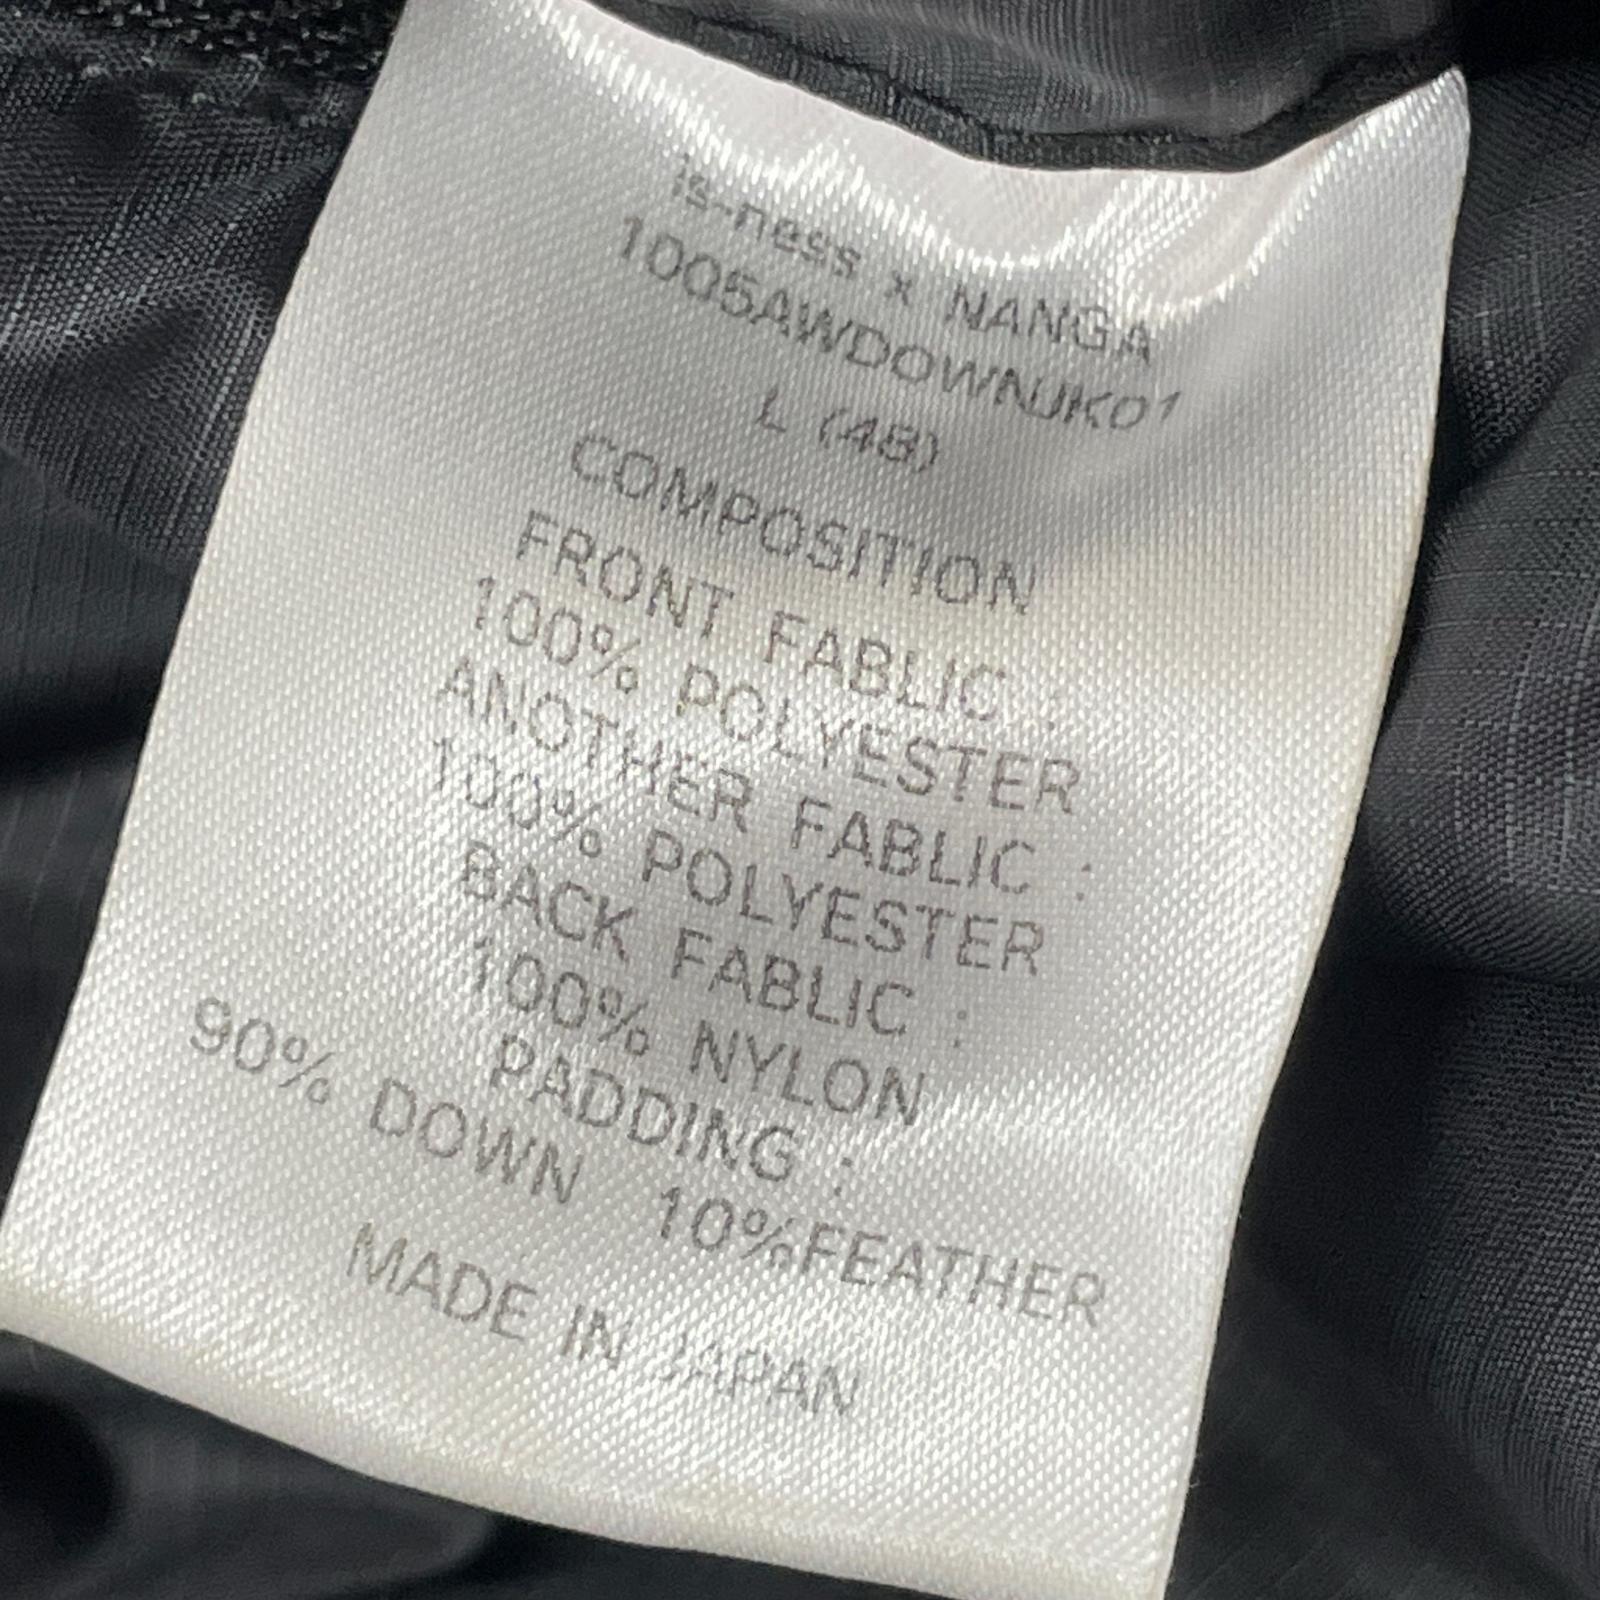 is-ness x NANGA
1005AWDOWNJK01
L (48)
COMPOSITION
FRONT FABLIC :
100% POLYESTER
ANOTHER FABLIC :
100% POLYESTER
BACK FABLIC :
100% NYLON
PADDING :
90% DOWN 10%FEATHER
MADE IN JAPAN